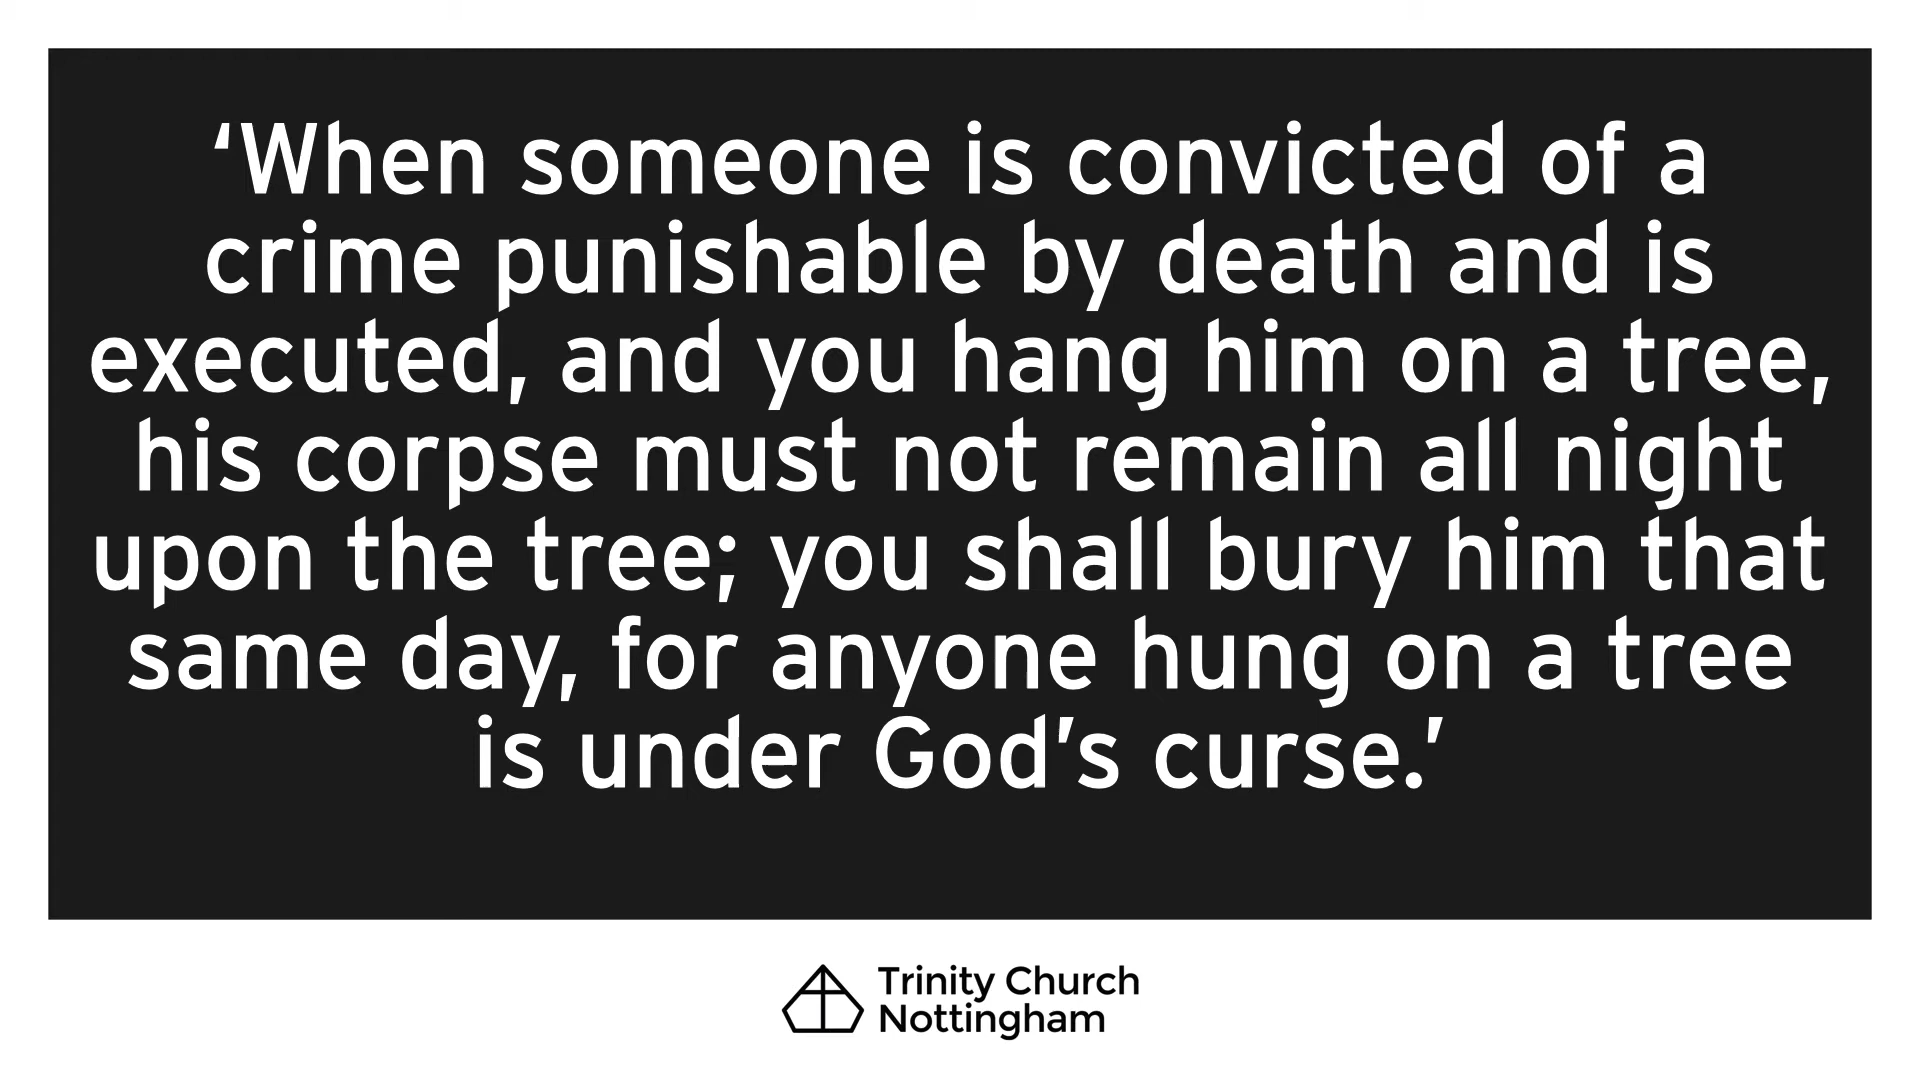 ‘When someone is convicted of a
crime punishable by death and is
executed, and you hang him on a tree,
his corpse must not remain all night
upon the tree; you shall bury him that
same day, for anyone hung on a tree
is under God’s curse.’
Trinity Church
Nottingham